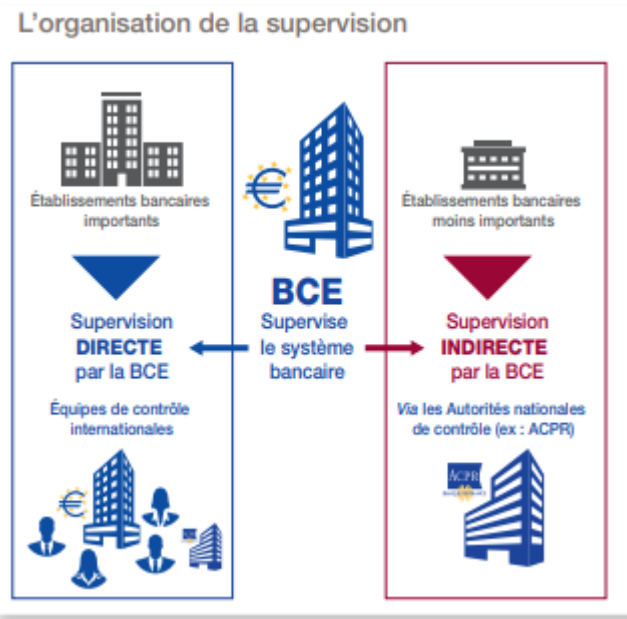 L'organisation de la supervision
Établissements bancaires
importants
Supervision
DIRECTE
par la BCE
Équipes de contrôle
internationales
BCE
Supervise
le système
bancaire
Établissements bancaires
moins importants
Supervision
INDIRECTE
par la BCE
Via les Autorités nationales
de contrôle (ex : ACPR)
ACPR